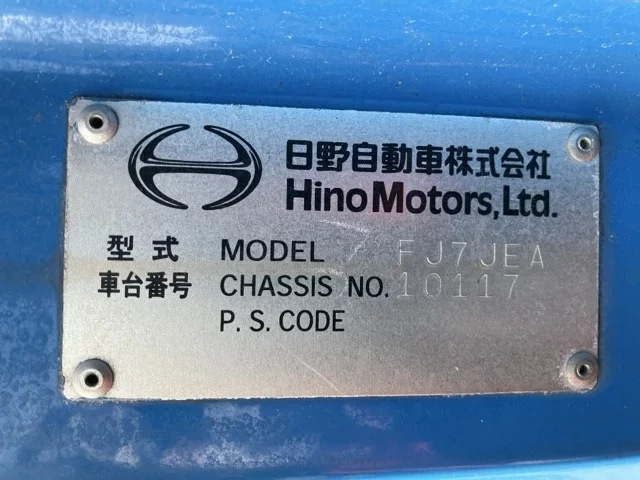 日野自動車株式会社
Hino Motors, Ltd.
型式 MODEL FJ7JEA
車台番号 CHASSIS NO. 10117
P. S. CODE